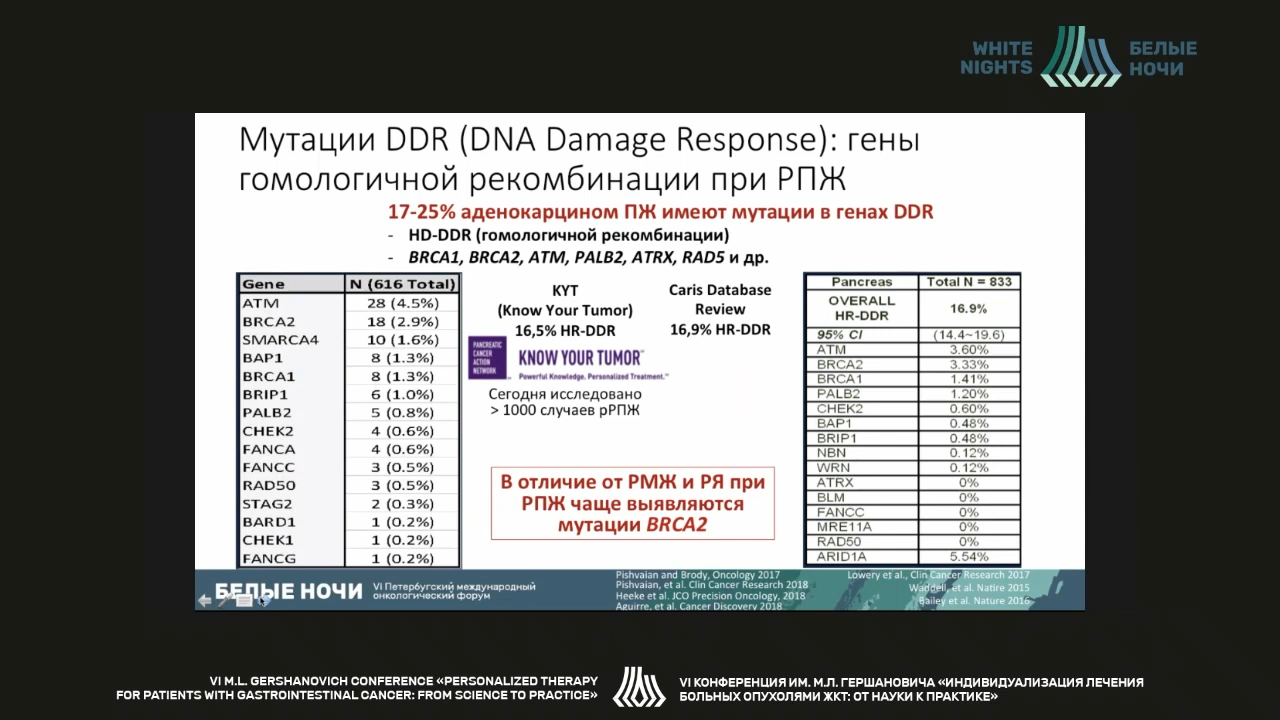 WHITE
NIGHTS
БЕЛЫЕ
НОЧИ
Мутации DDR (DNA Damage Response): гены
гомологичной рекомбинации при РПЖ
17-25% аденокарцином ПЖ имеют мутации в генах DDR
- HD-DDR (гомологичной рекомбинации)
- BRCA1, BRCA2, ATM, PALB2, ATRX, RAD5 и др.
Gene N (616 Total)
ATM 28 (4.5%)
BRCA2 18 (2.9%)
SMARCA4 10 (1.6%)
BAP1 8 (1.3%)
BRCA1 8 (1.3%)
BRIP1 6 (1.0%)
PALB2 5 (0.8%)
CHEK2 4 (0.6%)
FANCA 4 (0.6%)
FANCC 3 (0.5%)
RAD50 3 (0.5%)
STAG2 2 (0.3%)
BARD1 1 (0.2%)
CHEK1 1 (0.2%)
FANCG 1 (0.2%)
KYT
(Know Your Tumor)
16,5% HR-DDR
Caris Database
Review
16,9% HR-DDR
PANCREATIC
CANCER
ACTION
NETWORK
KNOW YOUR TUMOR
Powerful Knowledge. Personalized Treatment.™
Сегодня исследовано
> 1000 случаев рРПЖ
В отличие от РМЖ и РЯ при
РПЖ чаще выявляются
мутации BRCA2
Pancreas Total N = 833
OVERALL
HR-DDR 16.9%
95% CI (14.4~19.6)
ATM 3.60%
BRCA2 3.33%
BRCA1 1.41%
PALB2 1.20%
CHEK2 0.60%
BAP1 0.48%
BRIP1 0.48%
NBN 0.12%
WRN 0.12%
ATRX 0%
BLM 0%
FANCC 0%
MRE11A 0%
RAD50 0%
ARID1A 5.54%
БЕЛЫЕ НОЧИ
VI Петербугский международный
онкологический форум
Pishvaian and Brody, Oncology 2017
Pishvaian, et al. Clin Cancer Research 2018
Heeke et al. JCO Precision Oncology, 2018
Aguirre, et al. Cancer Discovery 2018
Lowery et al., Clin Cancer Research 2017
Waddell, et al. Natire 2015
Bailey et al. Nature 2016
VI M.L. GERSHANOVICH CONFERENCE «PERSONALIZED THERAPY
FOR PATIENTS WITH GASTROINTESTINAL CANCER: FROM SCIENCE TO PRACTICE»
VI КОНФЕРЕНЦИЯ ИМ. М.Л. ГЕРШАНОВИЧА «ИНДИВИДУАЛИЗАЦИЯ ЛЕЧЕНИЯ
БОЛЬНЫХ ОПУХОЛЯМИ ЖКТ: ОТ НАУКИ К ПРАКТИКЕ»